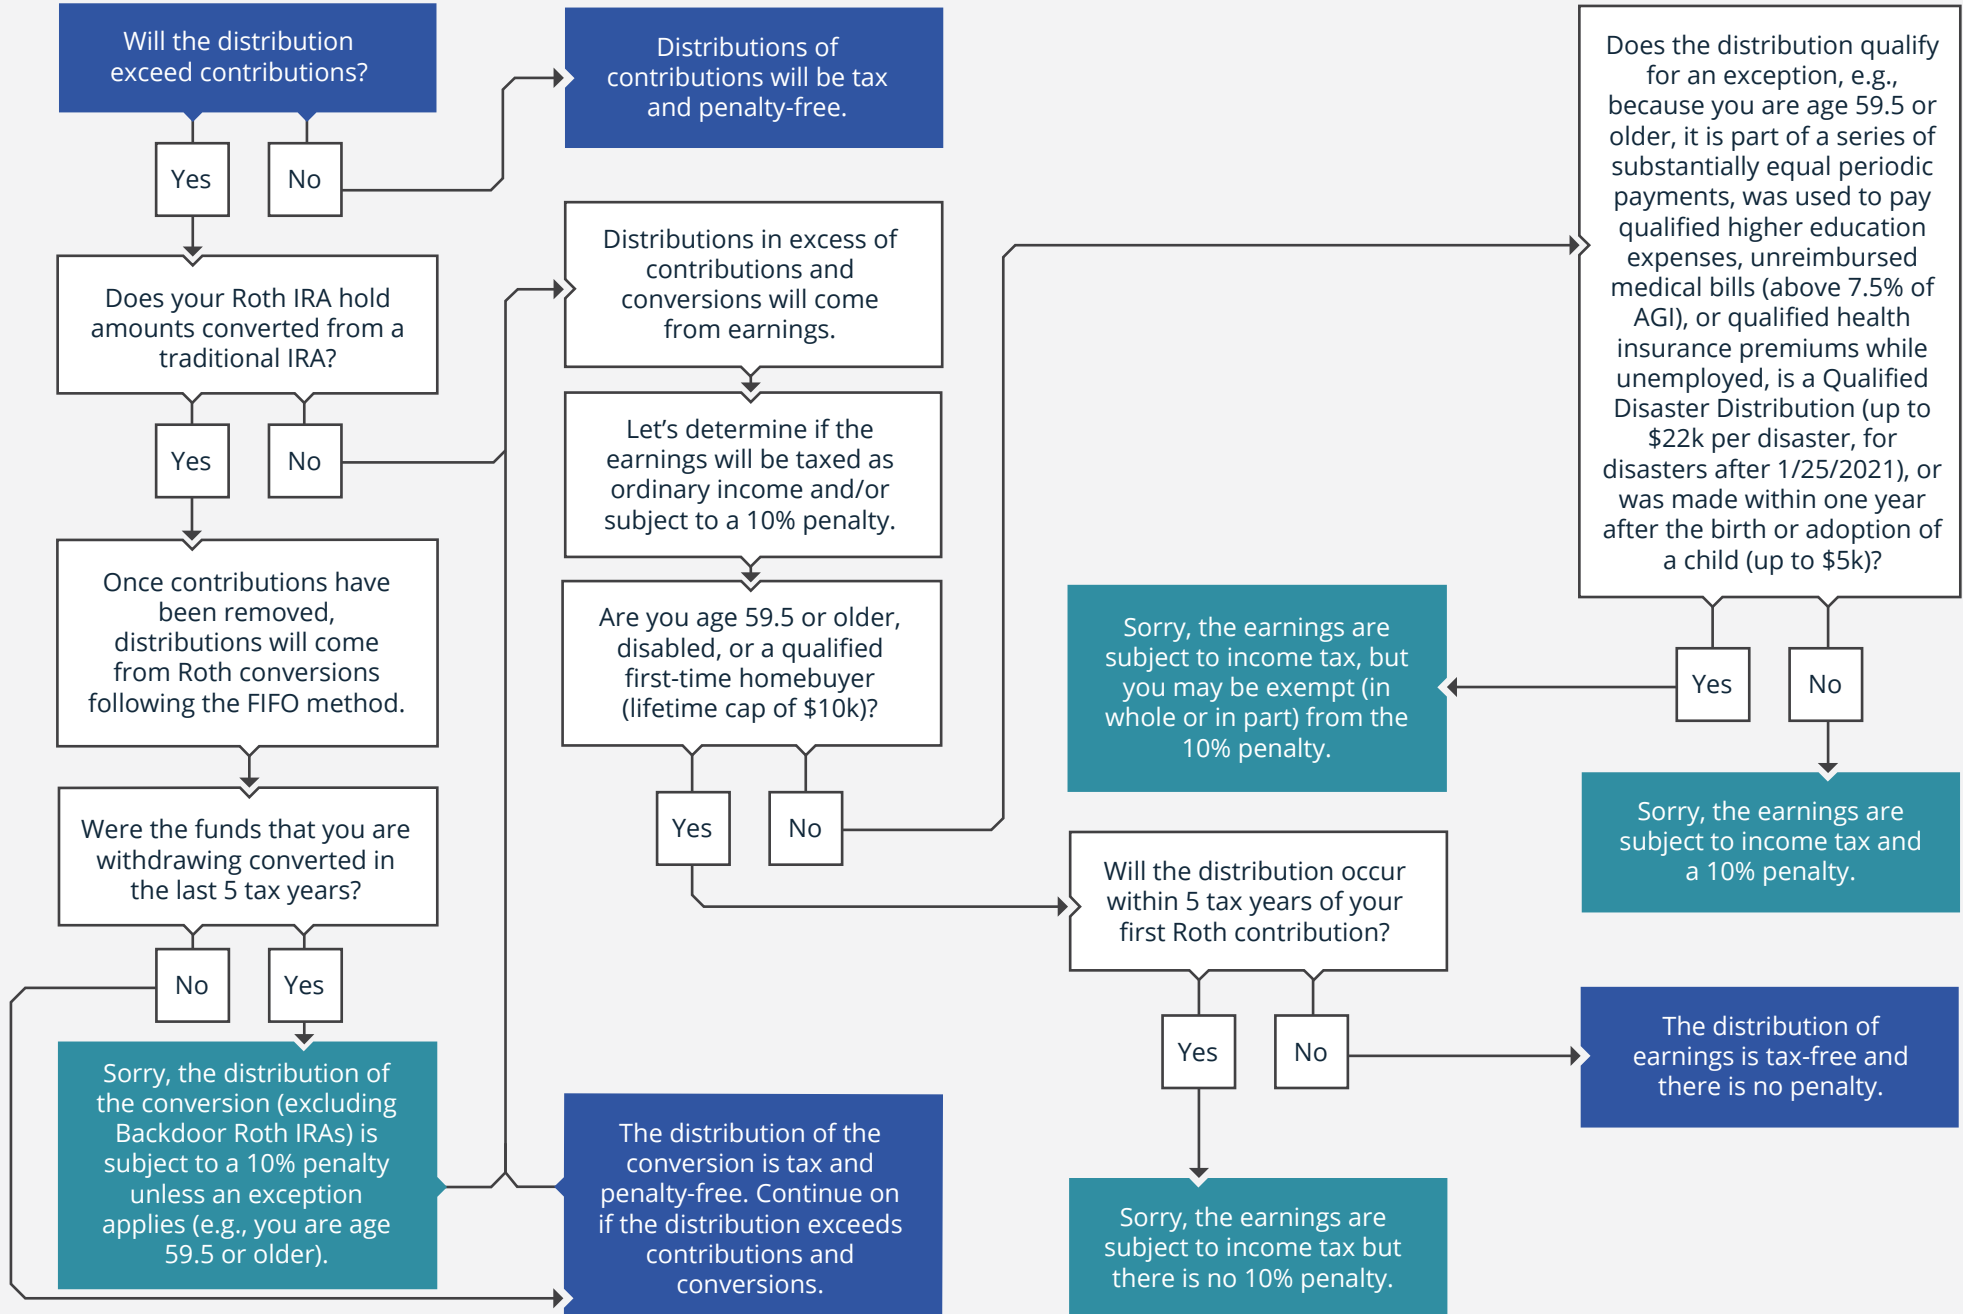 Will the distribution
exceed contributions?
Yes
No
Distributions of
contributions will be tax
and penalty-free.
Does your Roth IRA hold
amounts converted from a
traditional IRA?
Yes
No
Once contributions have
been removed,
distributions will come
from Roth conversions
following the FIFO method.
Were the funds that you are
withdrawing converted in
the last 5 tax years?
No
Yes
Sorry, the distribution of
the conversion (excluding
Backdoor Roth IRAs) is
subject to a 10% penalty
unless an exception
applies (e.g., you are age
59.5 or older).
The distribution of the
conversion is tax and
penalty-free. Continue on
if the distribution exceeds
contributions and
conversions.
Distributions in excess of
contributions and
conversions will come
from earnings.
Let’s determine if the
earnings will be taxed as
ordinary income and/or
subject to a 10% penalty.
Are you age 59.5 or older,
disabled, or a qualified
first-time homebuyer
(lifetime cap of $10k)?
Yes
No
Will the distribution occur
within 5 tax years of your
first Roth contribution?
Yes
No
Sorry, the earnings are
subject to income tax but
there is no 10% penalty.
The distribution of
earnings is tax-free and
there is no penalty.
Does the distribution qualify
for an exception, e.g.,
because you are age 59.5 or
older, it is part of a series of
substantially equal periodic
payments, was used to pay
qualified higher education
expenses, unreimbursed
medical bills (above 7.5% of
AGI), or qualified health
insurance premiums while
unemployed, is a Qualified
Disaster Distribution (up to
$22k per disaster, for
disasters after 1/25/2021), or
was made within one year
after the birth or adoption of
a child (up to $5k)?
Yes
No
Sorry, the earnings are
subject to income tax, but
you may be exempt (in
whole or in part) from the
10% penalty.
Sorry, the earnings are
subject to income tax and
a 10% penalty.